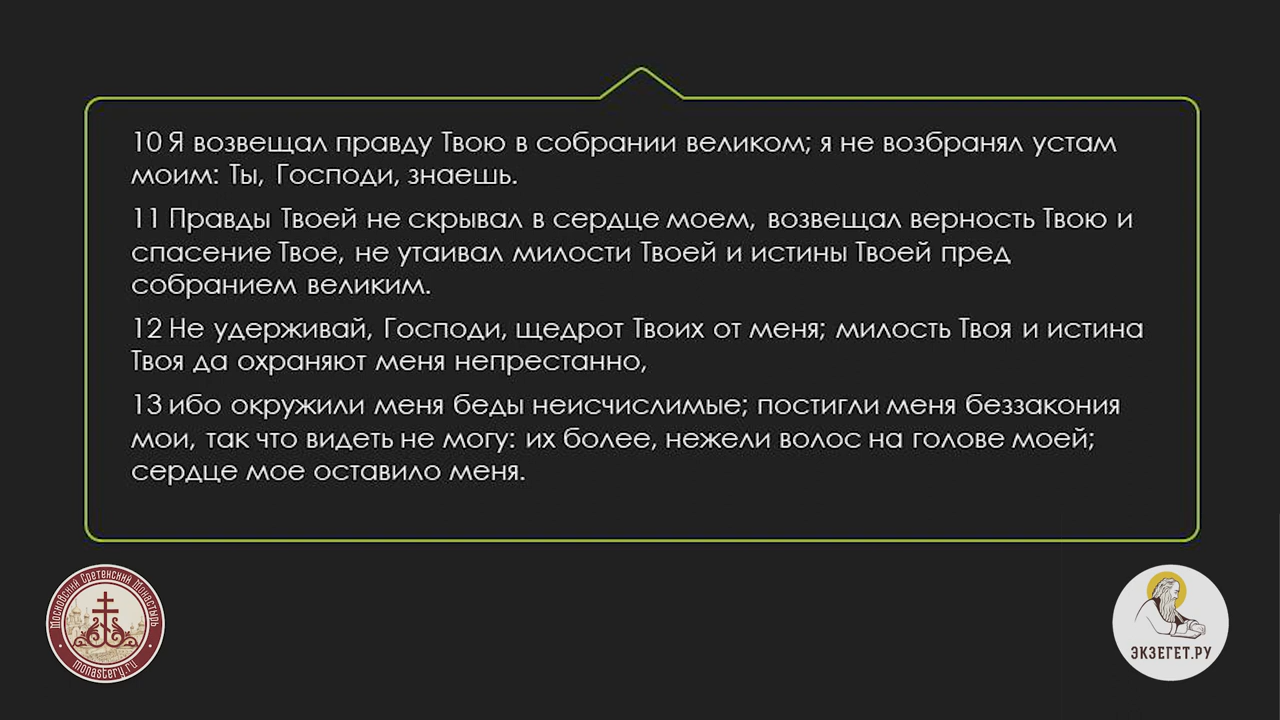 10 Я возвещал правду Твою в собрании великом; я не возбранял устам
моим: Ты, Господи, знаешь.
11 Правды Твоей не скрывал в сердце моем, возвещал верность Твою и
спасение Твое, не утаивал милости Твоей и истины Твоей пред
собранием великим.
12 Не удерживай, Господи, щедрот Твоих от меня; милость Твоя и истина
Твоя да охраняют меня непрестанно,
13 ибо окружили меня беды неисчислимые; постигли меня беззакония
мои, так что видеть не могу: их более, нежели волос на голове моей;
сердце мое оставило меня.
Московский Сретенский Монастырь
monastery.ru
ЭКЗЕГЕТ.РУ